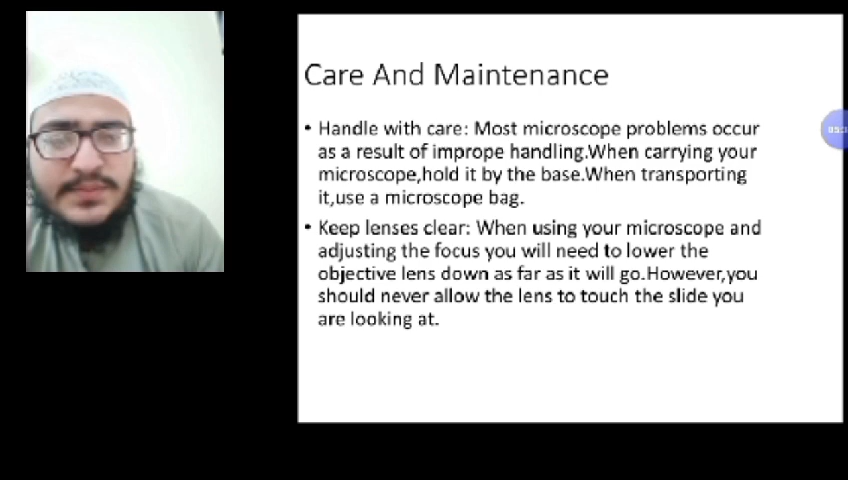 Care And Maintenance
• Handle with care: Most microscope problems occur
as a result of imprope handling.When carrying your
microscope,hold it by the base.When transporting
it,use a microscope bag.
• Keep lenses clear: When using your microscope and
adjusting the focus you will need to lower the
objective lens down as far as it will go.However,you
should never allow the lens to touch the slide you
are looking at.